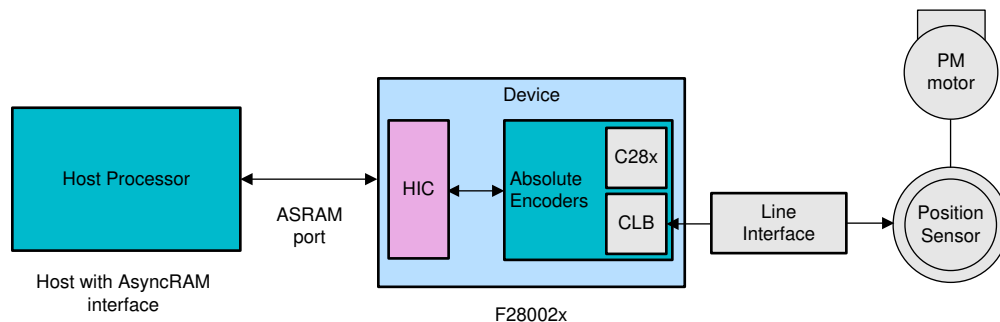 Host Processor
Host with AsyncRAM
interface
ASRAM
port
Device
HIC
Absolute
Encoders
C28x
CLB
F28002x
Line
Interface
PM
motor
Position
Sensor